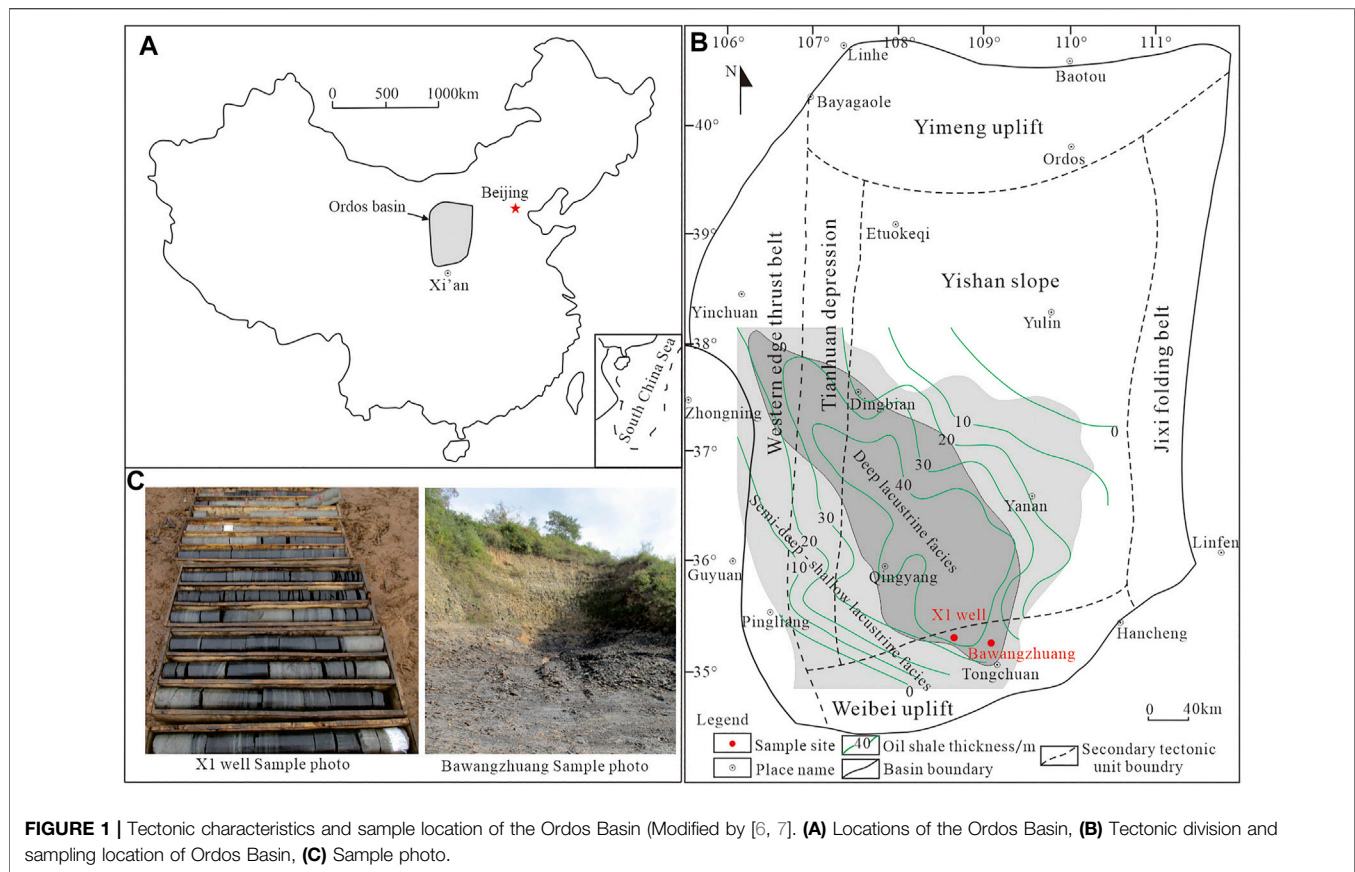 A
0 500 1000km
Beijing
Ordos basin
Xi'an
South China Sea
B
106° 107° 108° 109° 110° 111°
N
Linhe
Baotou
Bayagaole
40°
Yimeng uplift
Ordos
Etuokeqi
39°
Western edge thrust belt
Tianhuan depression
Yishan slope
Jixi folding belt
Yinchuan
Yulin
38°
0
Dingbian
Zhongning
10
0
20
37°
30
Deep lacustrine facies
40
Yanan
Semi-deep - shallow lacustrine facies
30
20
10
Linfen
36°
Guyuan
Qingyang
X1 well
Pingliang
Hancheng
Bawangzhuang
Tongchuan
35°
0
Weibei uplift
0 40km
Legend
Sample site
40 Oil shale thickness/m
Secondary tectonic
unit boundry
Place name
Basin boundary
C
X1 well Sample photo
Bawangzhuang Sample photo
FIGURE 1 | Tectonic characteristics and sample location of the Ordos Basin (Modified by [6, 7]. (A) Locations of the Ordos Basin, (B) Tectonic division and
sampling location of Ordos Basin, (C) Sample photo.